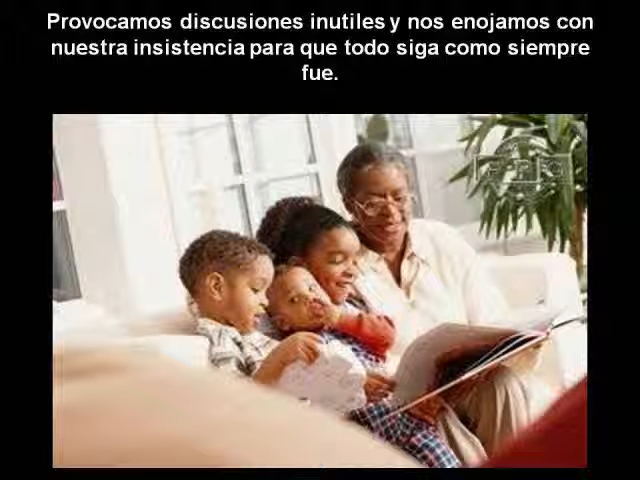 Provocamos discusiones inutiles y nos enojamos con
nuestra insistencia para que todo siga como siempre
fue.